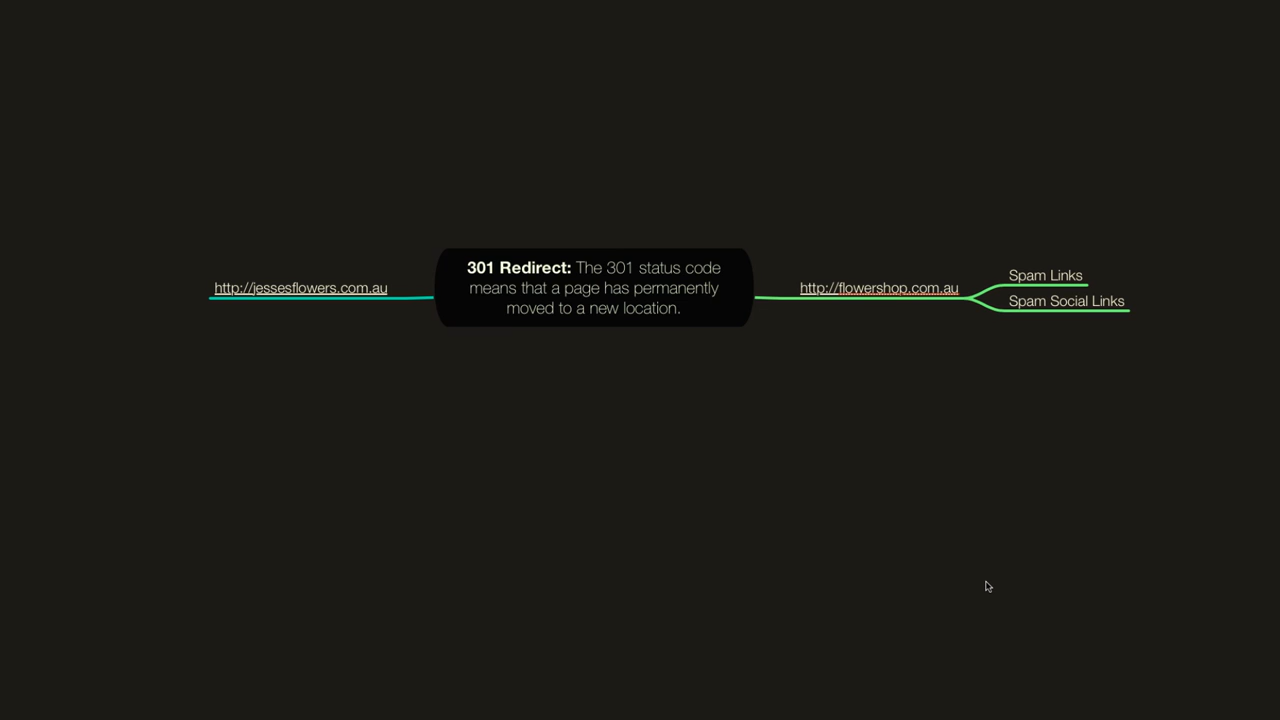 http://jessesflowers.com.au
301 Redirect: The 301 status code
means that a page has permanently
moved to a new location.
http://flowershop.com.au
Spam Links
Spam Social Links